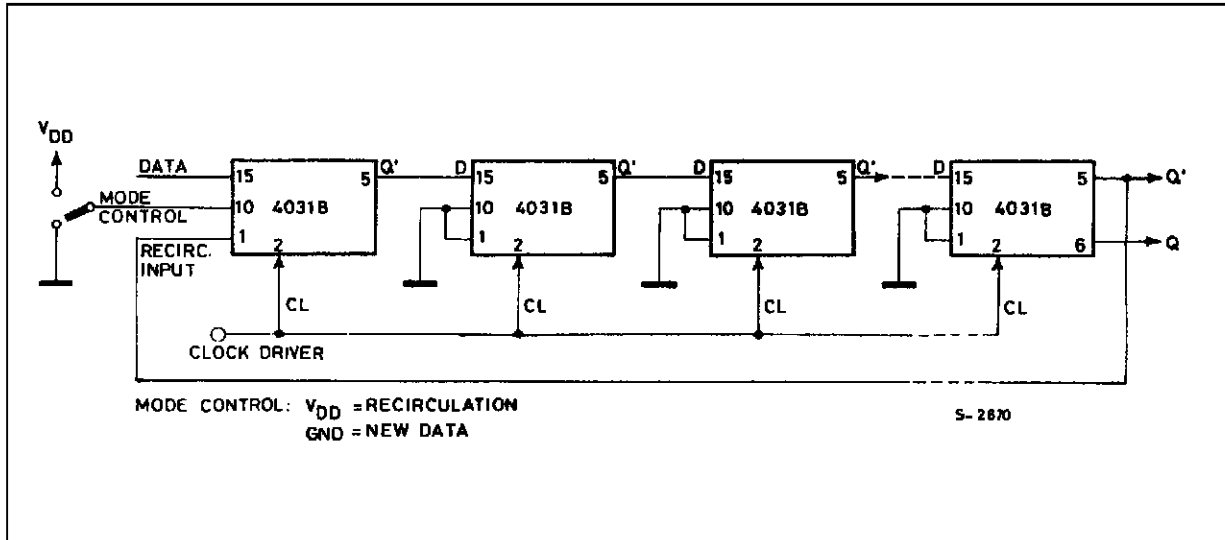 VDD
DATA
MODE
CONTROL
RECIRC.
INPUT
15
10
1
2
5
4031B
Q'
D
15
10
1
2
5
4031B
Q'
D
15
10
1
2
5
4031B
Q'
D
15
10
1
2
5
6
4031B
Q'
Q
CL
CL
CL
CL
CLOCK DRIVER
MODE CONTROL: VDD =RECIRCULATION
GND =NEW DATA
S-2870